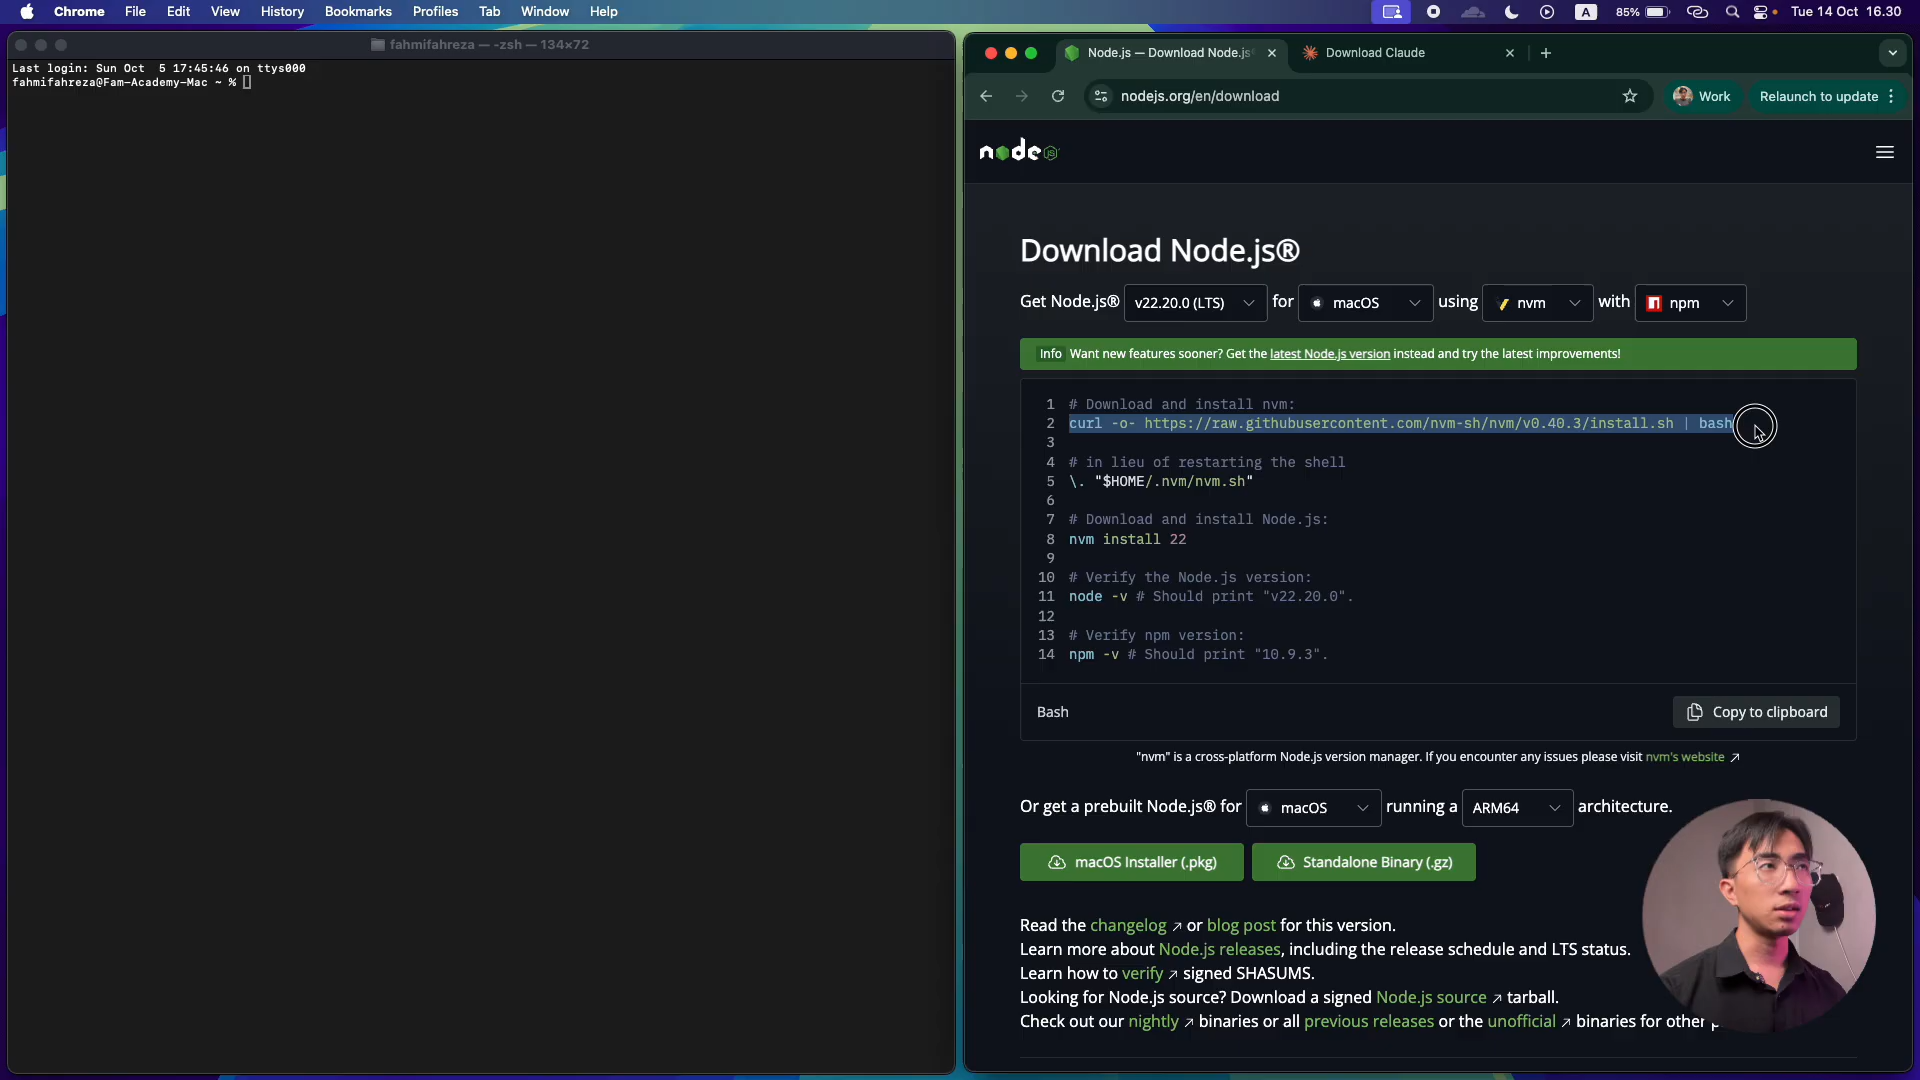 Chrome File Edit View History Bookmarks Profiles Tab Window Help
A 85% Tue 14 Oct 16.30
fahmifahreza — -zsh — 134×72
Last login: Sun Oct  5 17:45:46 on ttys000
fahmifahreza@Fam-Academy-Mac ~ %
Node.js — Download Node.js
Download Claude
nodejs.org/en/download
Work
Relaunch to update
node JS
Download Node.js®
Get Node.js® v22.20.0 (LTS) for macOS using nvm with npm
Info Want new features sooner? Get the latest Node.js version instead and try the latest improvements!
1 # Download and install nvm:
2 curl -o- https://raw.githubusercontent.com/nvm-sh/nvm/v0.40.3/install.sh | bash
3
4 # in lieu of restarting the shell
5 \. "$HOME/.nvm/nvm.sh"
6
7 # Download and install Node.js:
8 nvm install 22
9
10 # Verify the Node.js version:
11 node -v # Should print "v22.20.0".
12
13 # Verify npm version:
14 npm -v # Should print "10.9.3".
Bash
Copy to clipboard
"nvm" is a cross-platform Node.js version manager. If you encounter any issues please visit nvm's website
Or get a prebuilt Node.js® for macOS running a ARM64 architecture.
macOS Installer (.pkg)
Standalone Binary (.gz)
Read the changelog or blog post for this version.
Learn more about Node.js releases, including the release schedule and LTS status.
Learn how to verify signed SHASUMS.
Looking for Node.js source? Download a signed Node.js source tarball.
Check out our nightly binaries or all previous releases or the unofficial binaries for other